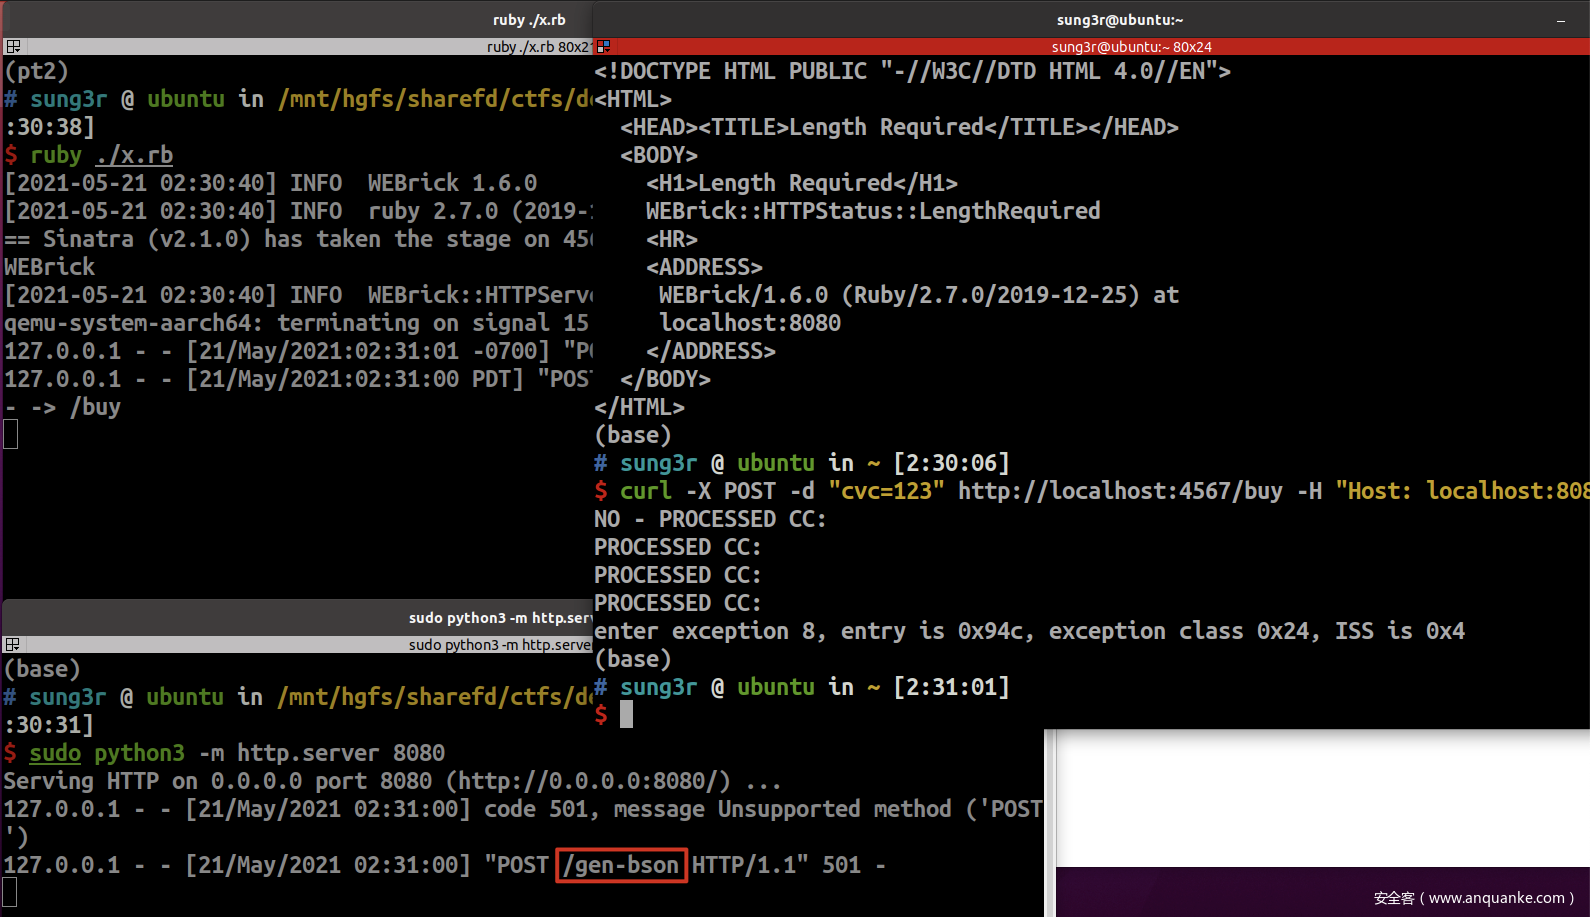 ruby ./x.rb
ruby ./x.rb 80x21
(pt2)
# sung3r @ ubuntu in /mnt/hgfs/sharefd/ctfs/de
:30:38]
$ ruby ./x.rb
[2021-05-21 02:30:40] INFO  WEBrick 1.6.0
[2021-05-21 02:30:40] INFO  ruby 2.7.0 (2019-1
== Sinatra (v2.1.0) has taken the stage on 456
WEBrick
[2021-05-21 02:30:40] INFO  WEBrick::HTTPServe
qemu-system-aarch64: terminating on signal 15
127.0.0.1 - - [21/May/2021:02:31:01 -0700] "PO
127.0.0.1 - - [21/May/2021:02:31:00 PDT] "POST
- -> /buy
sung3r@ubuntu:~
sung3r@ubuntu:~ 80x24
<!DOCTYPE HTML PUBLIC "-//W3C//DTD HTML 4.0//EN">
<HTML>
  <HEAD><TITLE>Length Required</TITLE></HEAD>
  <BODY>
    <H1>Length Required</H1>
    WEBrick::HTTPStatus::LengthRequired
    <HR>
    <ADDRESS>
     WEBrick/1.6.0 (Ruby/2.7.0/2019-12-25) at
     localhost:8080
    </ADDRESS>
  </BODY>
</HTML>
(base)
# sung3r @ ubuntu in ~ [2:30:06]
$ curl -X POST -d "cvc=123" http://localhost:4567/buy -H "Host: localhost:808
NO - PROCESSED CC:
PROCESSED CC:
PROCESSED CC:
PROCESSED CC:
enter exception 8, entry is 0x94c, exception class 0x24, ISS is 0x4
(base)
# sung3r @ ubuntu in ~ [2:31:01]
$
sudo python3 -m http.serv
sudo python3 -m http.server
(base)
# sung3r @ ubuntu in /mnt/hgfs/sharefd/ctfs/de
:30:31]
$ sudo python3 -m http.server 8080
Serving HTTP on 0.0.0.0 port 8080 (http://0.0.0.0:8080/) ...
127.0.0.1 - - [21/May/2021 02:31:00] code 501, message Unsupported method ('POST
')
127.0.0.1 - - [21/May/2021 02:31:00] "POST /gen-bson HTTP/1.1" 501 -
安全客（www.anquanke.com）